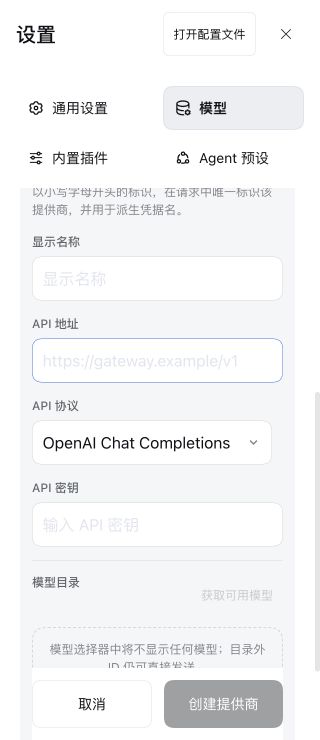 设置
打开配置文件
通用设置
模型
内置插件
Agent 预设
以小写字母开头的标识，在请求中唯一标识该
提供商，并用于派生凭据名。
显示名称
显示名称
API 地址
https://gateway.example/v1
API 协议
OpenAI Chat Completions
API 密钥
输入 API 密钥
模型目录
获取可用模型
模型选择器中将不显示任何模型；目录外
ID 仍可直接发送
取消
创建提供商